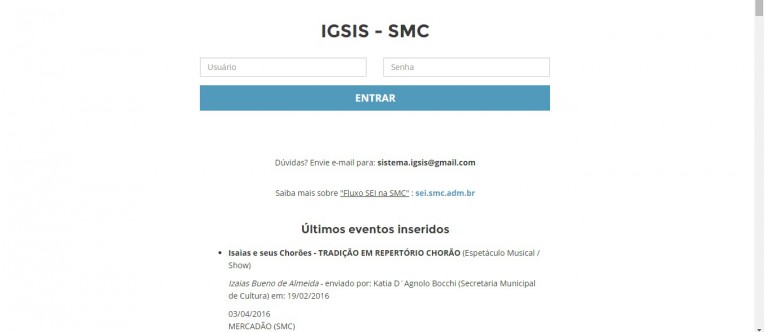 IGSIS - SMC
Usuário Senha
ENTRAR
Dúvidas? Envie e-mail para: sistema.igsis@gmail.com
Saiba mais sobre "Fluxo SEI na SMC" : sei.smc.adm.br
Últimos eventos inseridos
Isaias e seus Chorões - TRADIÇÃO EM REPERTÓRIO CHORÃO (Espetáculo Musical /
Show)
Izaias Bueno de Almeida - enviado por: Katia D´Agnolo Bocchi (Secretaria Municipal
de Cultura) em: 19/02/2016
03/04/2016
MERCADÃO (SMC)